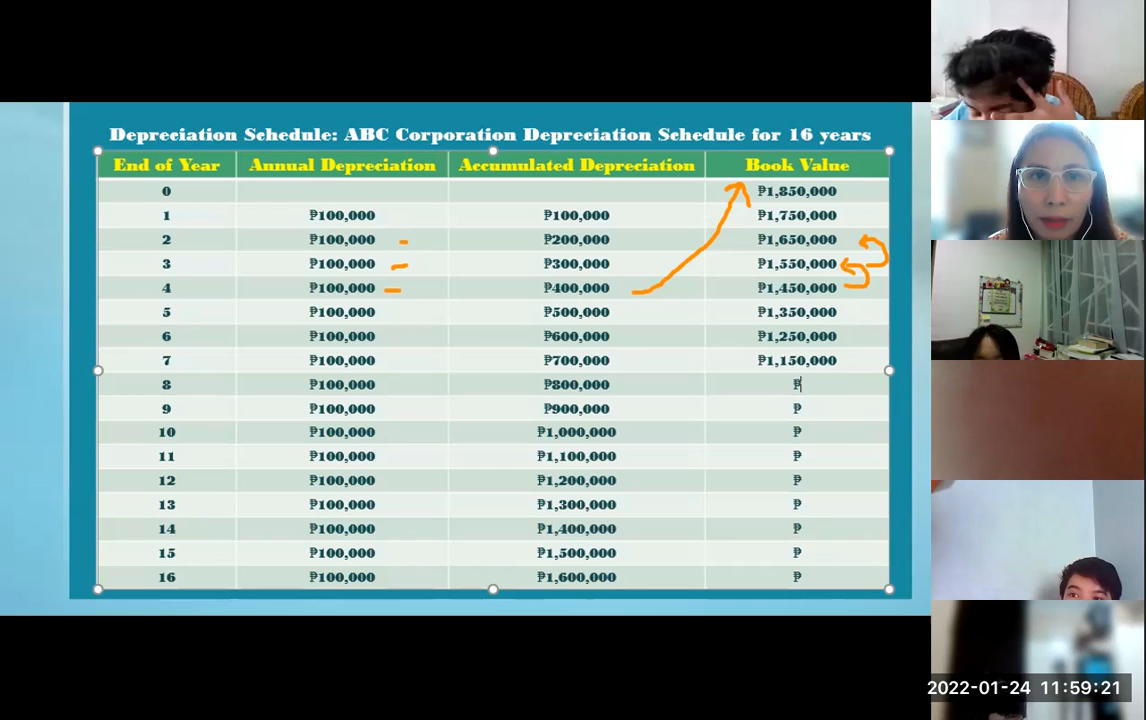 Depreciation Schedule: ABC Corporation Depreciation Schedule for 16 years
End of Year Annual Depreciation Accumulated Depreciation Book Value
0 ₱1,850,000
1 ₱100,000 ₱100,000 ₱1,750,000
2 ₱100,000 ₱200,000 ₱1,650,000
3 ₱100,000 ₱300,000 ₱1,550,000
4 ₱100,000 ₱400,000 ₱1,450,000
5 ₱100,000 ₱500,000 ₱1,350,000
6 ₱100,000 ₱600,000 ₱1,250,000
7 ₱100,000 ₱700,000 ₱1,150,000
8 ₱100,000 ₱800,000 ₱
9 ₱100,000 ₱900,000 ₱
10 ₱100,000 ₱1,000,000 ₱
11 ₱100,000 ₱1,100,000 ₱
12 ₱100,000 ₱1,200,000 ₱
13 ₱100,000 ₱1,300,000 ₱
14 ₱100,000 ₱1,400,000 ₱
15 ₱100,000 ₱1,500,000 ₱
16 ₱100,000 ₱1,600,000 ₱
2022-01-24 11:59:21